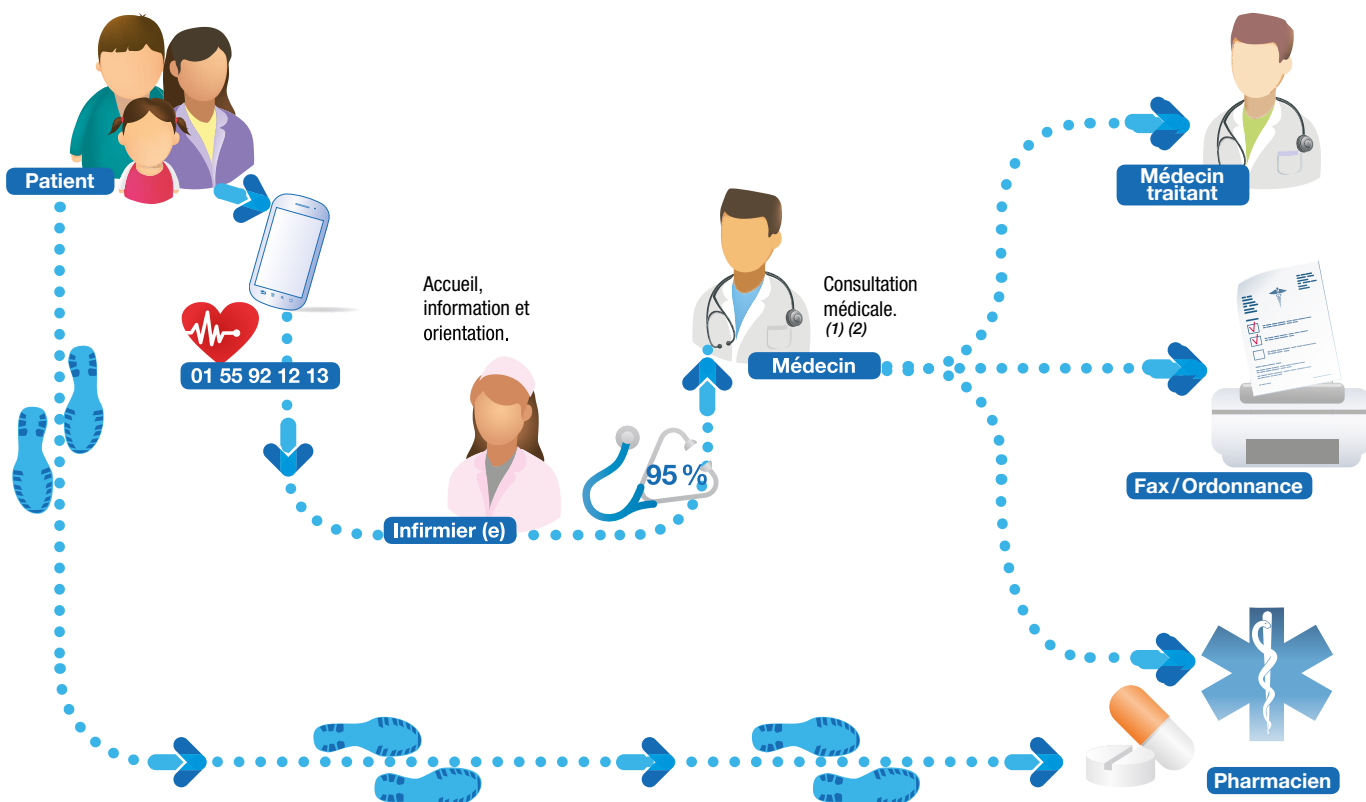 Patient
01 55 92 12 13
Accueil,
information et
orientation.
Infirmier (e)
95 %
Médecin
Consultation
médicale.
(1) (2)
Médecin
traitant
Fax / Ordonnance
Pharmacien